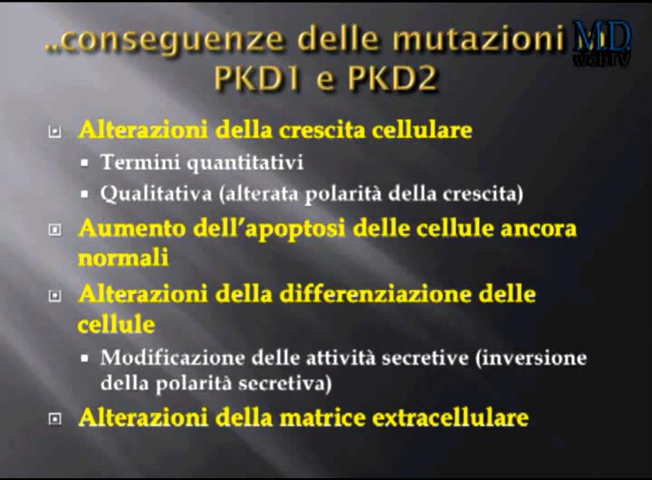 ..conseguenze delle mutazioni di
M.D.
webTV
PKD1 e PKD2
Alterazioni della crescita cellulare
Termini quantitativi
Qualitativa (alterata polarità della crescita)
Aumento dell'apoptosi delle cellule ancora
normali
Alterazioni della differenziazione delle
cellule
Modificazione delle attività secretive (inversione
della polarità secretiva)
Alterazioni della matrice extracellulare